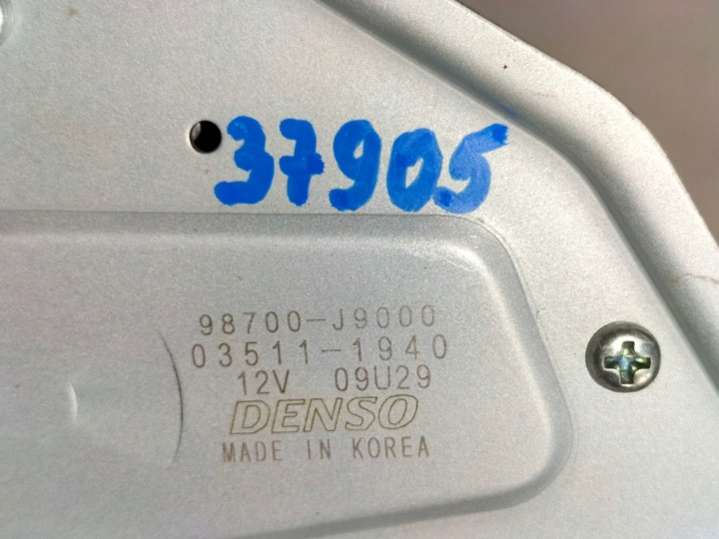 37905
98700-J9000
03511-1940
12V 09U29
DENSO
MADE IN KOREA